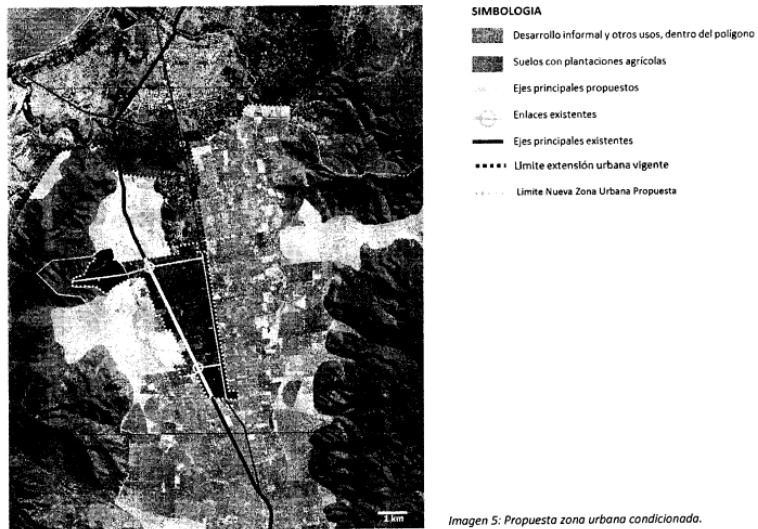 SIMBOLOGIA
Desarrollo informal y otros usos, dentro del polígono
Suelos con plantaciones agrícolas
Ejes principales propuestos
Enlaces existentes
Ejes principales existentes
Límite extensión urbana vigente
Limite Nueva Zona Urbana Propuesta
1 km
Imagen 5: Propuesta zona urbana condicionada.